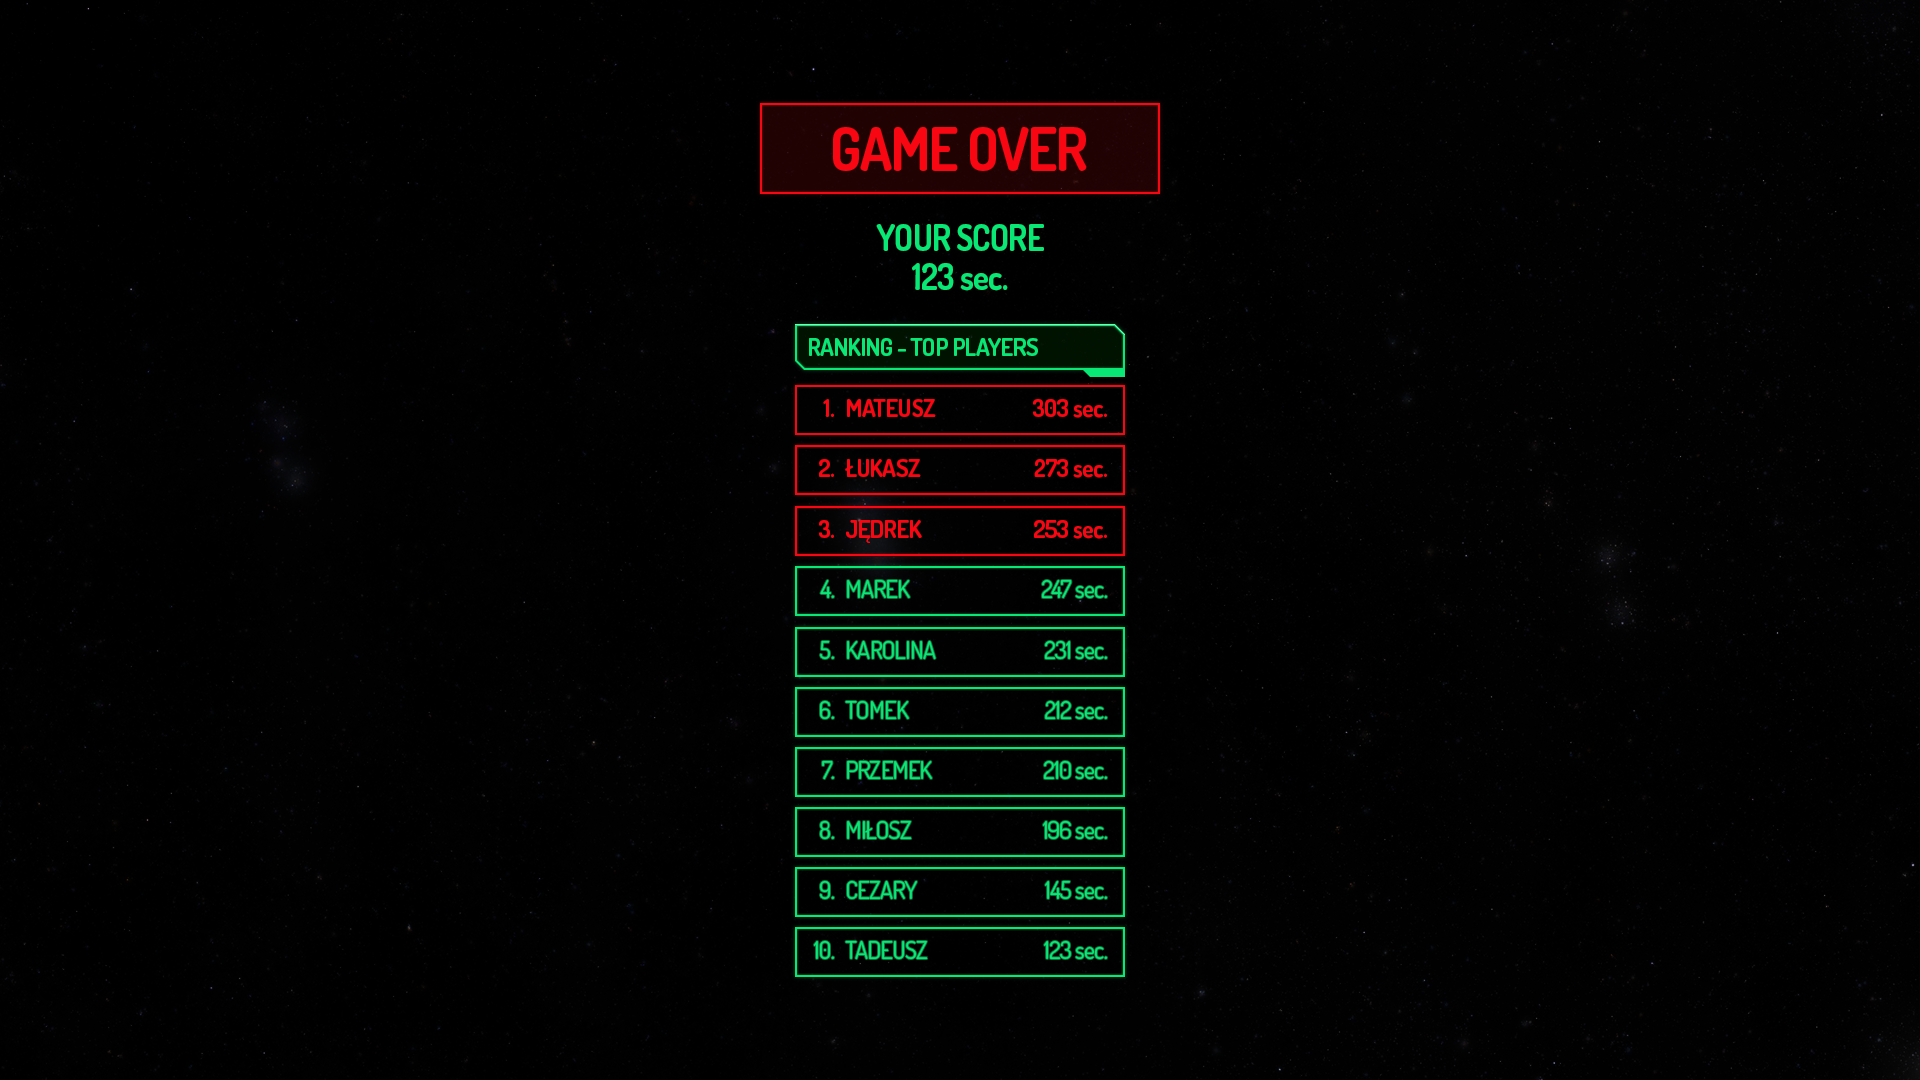 GAME OVER
YOUR SCORE
123 sec.
RANKING - TOP PLAYERS
1. MATEUSZ 303 sec.
2. ŁUKASZ 273 sec.
3. JĘDREK 253 sec.
4. MAREK 247 sec.
5. KAROLINA 231 sec.
6. TOMEK 212 sec.
7. PRZEMEK 210 sec.
8. MIŁOSZ 196 sec.
9. CEZARY 145 sec.
10. TADEUSZ 123 sec.